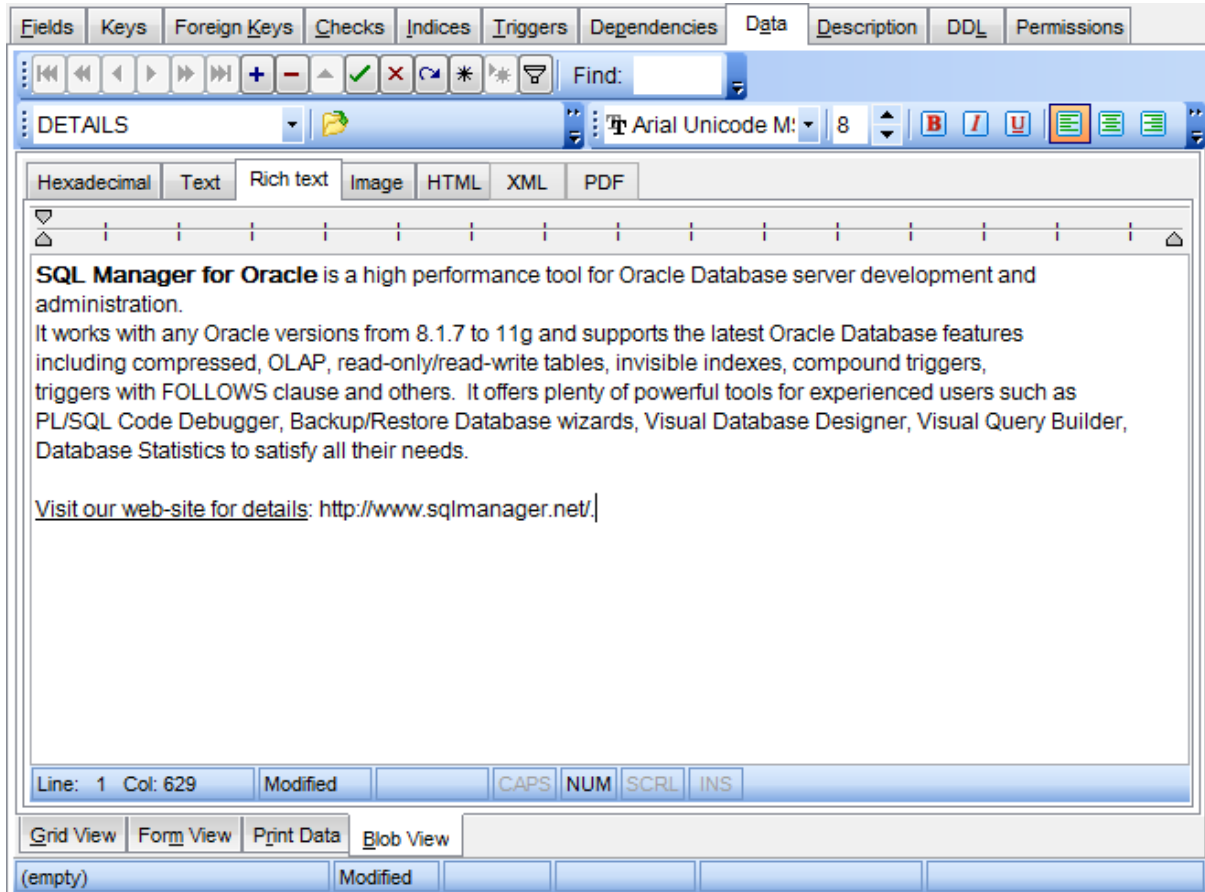 Fields Keys Foreign Keys Checks Indices Triggers Dependencies Data Description DDL Permissions
Find:
DETAILS Arial Unicode M: 8 B I U
Hexadecimal Text Rich text Image HTML XML PDF
SQL Manager for Oracle is a high performance tool for Oracle Database server development and
administration.
It works with any Oracle versions from 8.1.7 to 11g and supports the latest Oracle Database features
including compressed, OLAP, read-only/read-write tables, invisible indexes, compound triggers,
triggers with FOLLOWS clause and others.  It offers plenty of powerful tools for experienced users such as
PL/SQL Code Debugger, Backup/Restore Database wizards, Visual Database Designer, Visual Query Builder,
Database Statistics to satisfy all their needs.
Visit our web-site for details: http://www.sqlmanager.net/.
Line: 1 Col: 629 Modified CAPS NUM SCRL INS
Grid View Form View Print Data Blob View
(empty) Modified